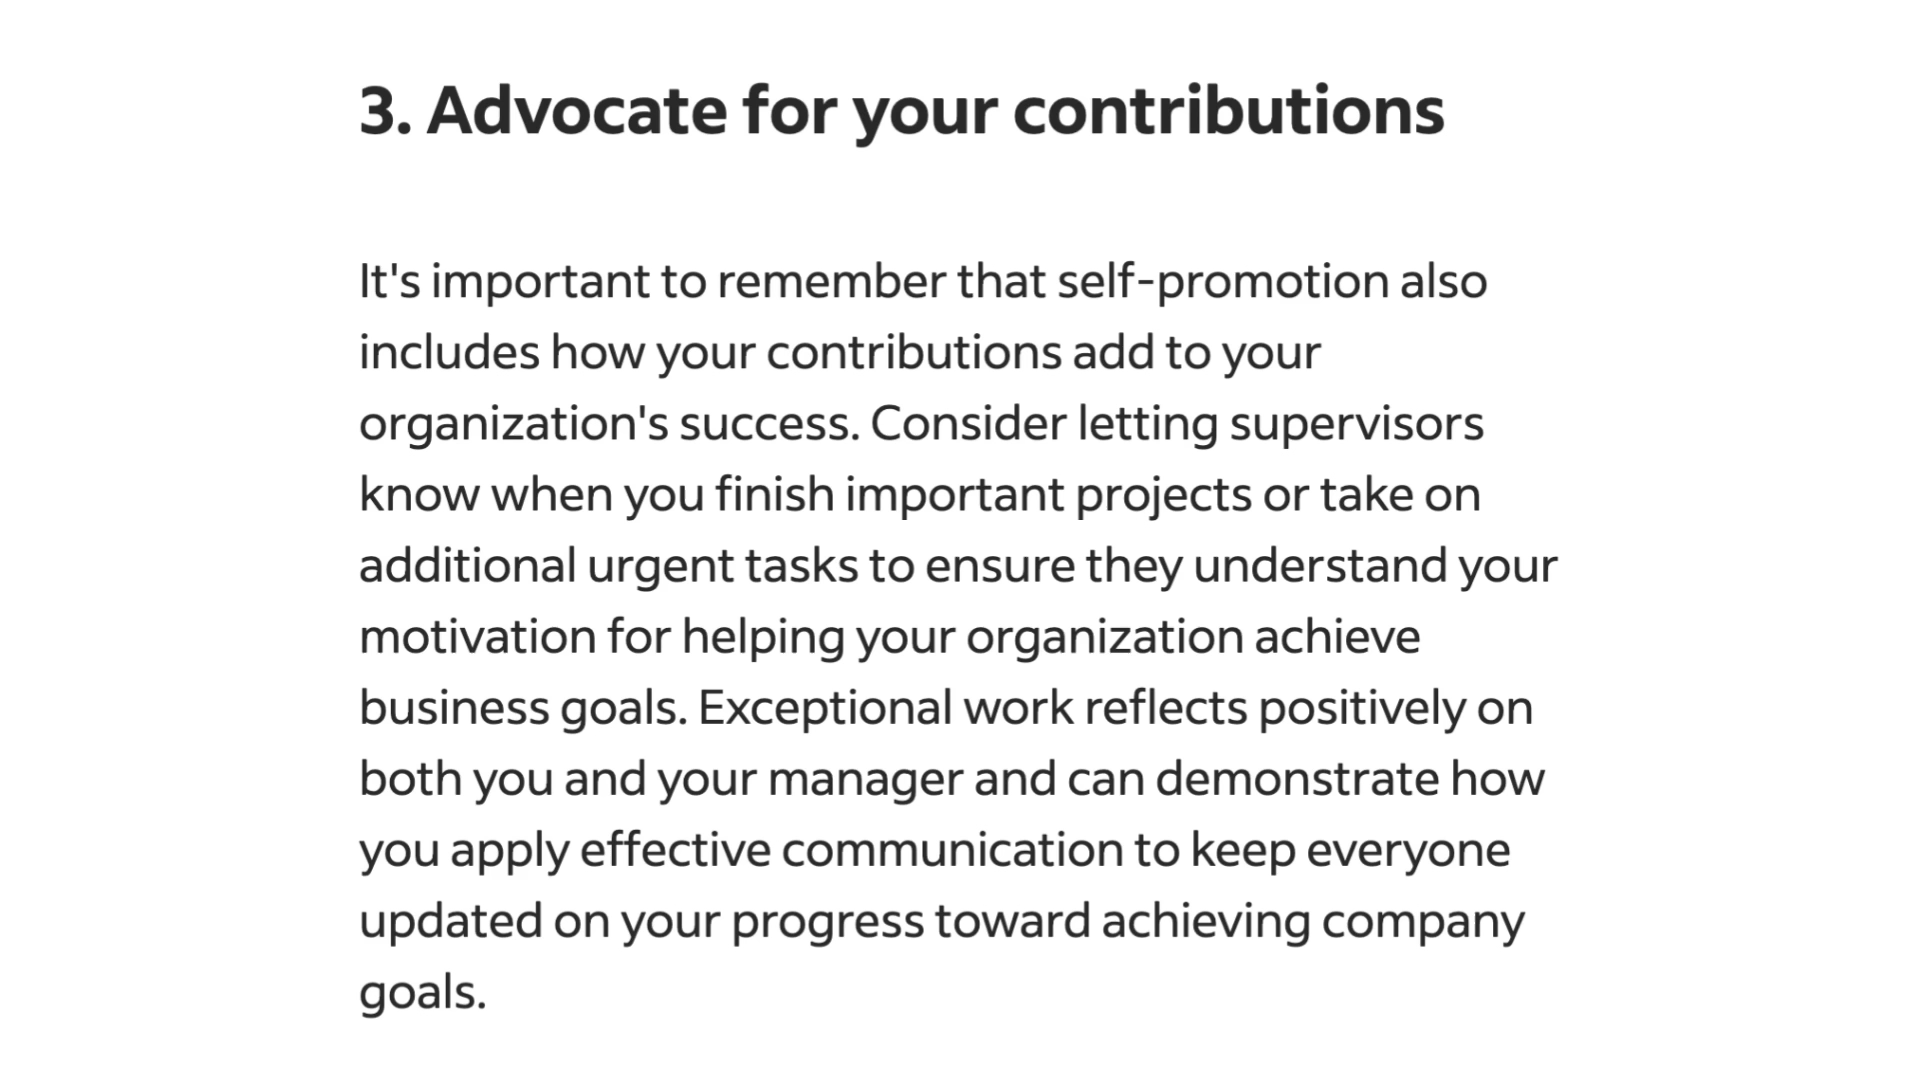 3. Advocate for your contributions
It's important to remember that self-promotion also
includes how your contributions add to your
organization's success. Consider letting supervisors
know when you finish important projects or take on
additional urgent tasks to ensure they understand your
motivation for helping your organization achieve
business goals. Exceptional work reflects positively on
both you and your manager and can demonstrate how
you apply effective communication to keep everyone
updated on your progress toward achieving company
goals.